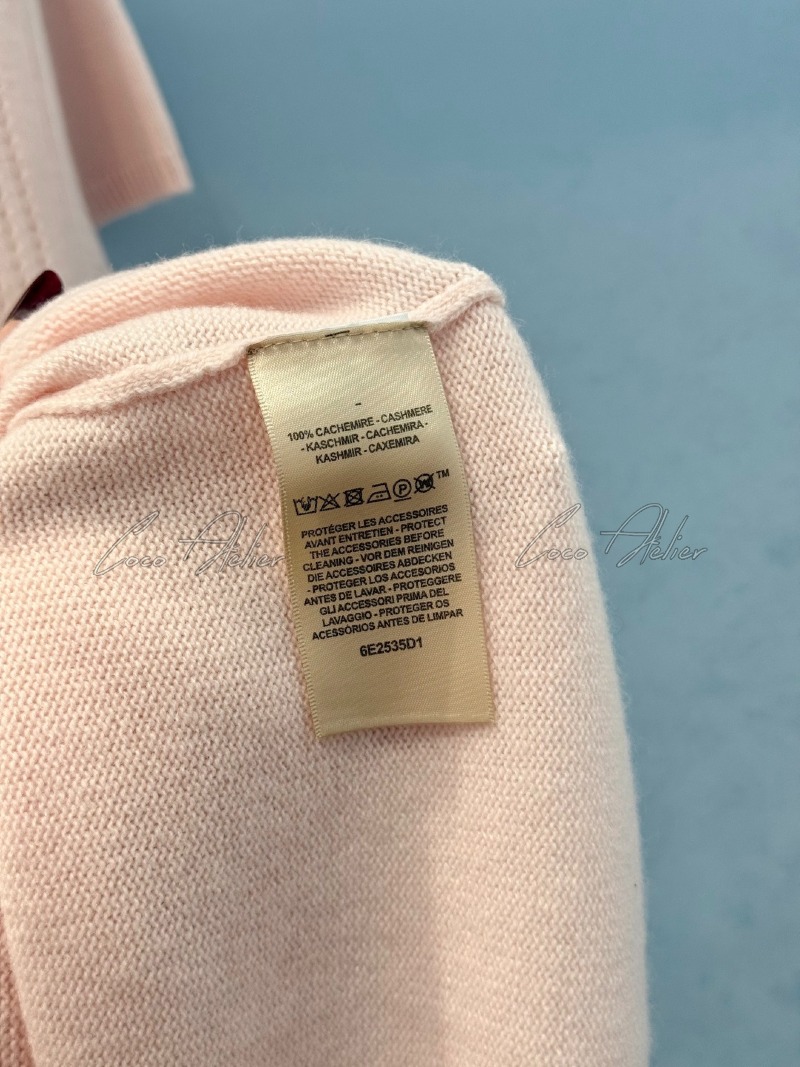 -
100% CACHEMIRE - CASHMERE
- KASCHMIR - CACHEMIRA -
KASHMIR - CAXEMIRA
P W TM
PROTÉGER LES ACCESSOIRES
AVANT ENTRETIEN - PROTECT
THE ACCESSORIES BEFORE
CLEANING - VOR DEM REINIGEN
DIE ACCESSOIRES ABDECKEN
- PROTEGER LOS ACCESORIOS
ANTES DE LAVAR - PROTEGGERE
GLI ACCESSORI PRIMA DEL
LAVAGGIO - PROTEGER OS
ACESSÓRIOS ANTES DE LIMPAR
6E2535D1
Coco Atelier
Coco Atelier